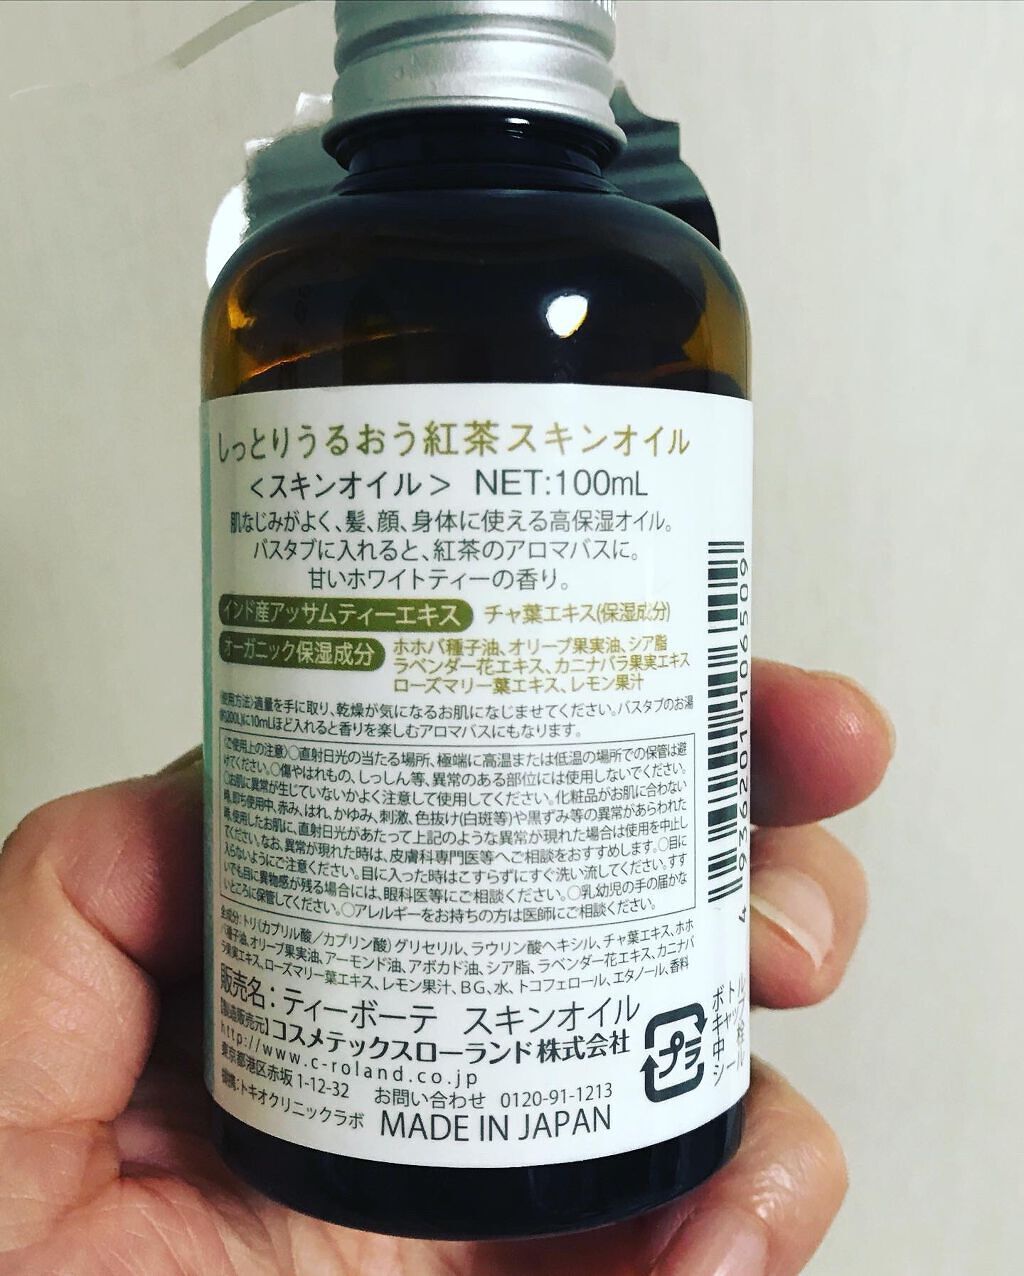 しっとりうるおう紅茶スキンオイル
＜スキンオイル＞ NET:100mL
肌なじみがよく、髪、顔、身体に使える高保湿オイル。
バスタブに入れると、紅茶のアロマバスに。
甘いホワイトティーの香り。
インド産アッサムティーエキス チャ葉エキス(保湿成分)
オーガニック保湿成分 ホホバ種子油、オリーブ果実油、シア脂
ラベンダー花エキス、カニナバラ果実エキス
ローズマリー葉エキス、レモン果汁
〈使用方法〉適量を手に取り、乾燥が気になるお肌になじませてください。バスタブのお湯
(約200L)に10mLほど入れると香りを楽しむアロマバスにもなります。
〈ご使用上の注意〉○直射日光の当たる場所、極端に高温または低温の場所での保管は避
けてください。○傷やはれもの、しっしん等、異常のある部位には使用しないでください。
○お肌に異常が生じていないかよく注意して使用してください。化粧品がお肌に合わない
時、即ち使用中、赤み、はれ、かゆみ、刺激、色抜け(白斑等)や黒ずみ等の異常があらわれた
時、使用したお肌に、直射日光があたって上記のような異常が現れた場合は使用を中止し
てください。なお、異常が現れた時は、皮膚科専門医等へご相談をおすすめします。○目に
入らないようにご注意ください。目に入った時はこすらずにすぐ洗い流してください。すす
いでも目に異物感が残る場合には、眼科医等にご相談ください。○乳幼児の手の届かな
いところに保管してください。○アレルギーをお持ちの方は医師にご相談ください。
全成分：トリ(カプリル酸／カプリン酸)グリセリル、ラウリン酸ヘキシル、チャ葉エキス、ホホ
バ種子油、オリーブ果実油、アーモンド油、アボカド油、シア脂、ラベンダー花エキス、カニナバ
ラ果実エキス、ローズマリー葉エキス、レモン果汁、BG、水、トコフェロール、エタノール、香料
販売名：ティーボーテ スキンオイル
【製造販売元】コスメテックスローランド株式会社
http://www.c-roland.co.jp
東京都港区赤坂 1-12-32 お問い合わせ 0120-91-1213
提携：トキオクリニックラボ MADE IN JAPAN
プラ
ボトル
キャップ
中栓
シール
4936201106509